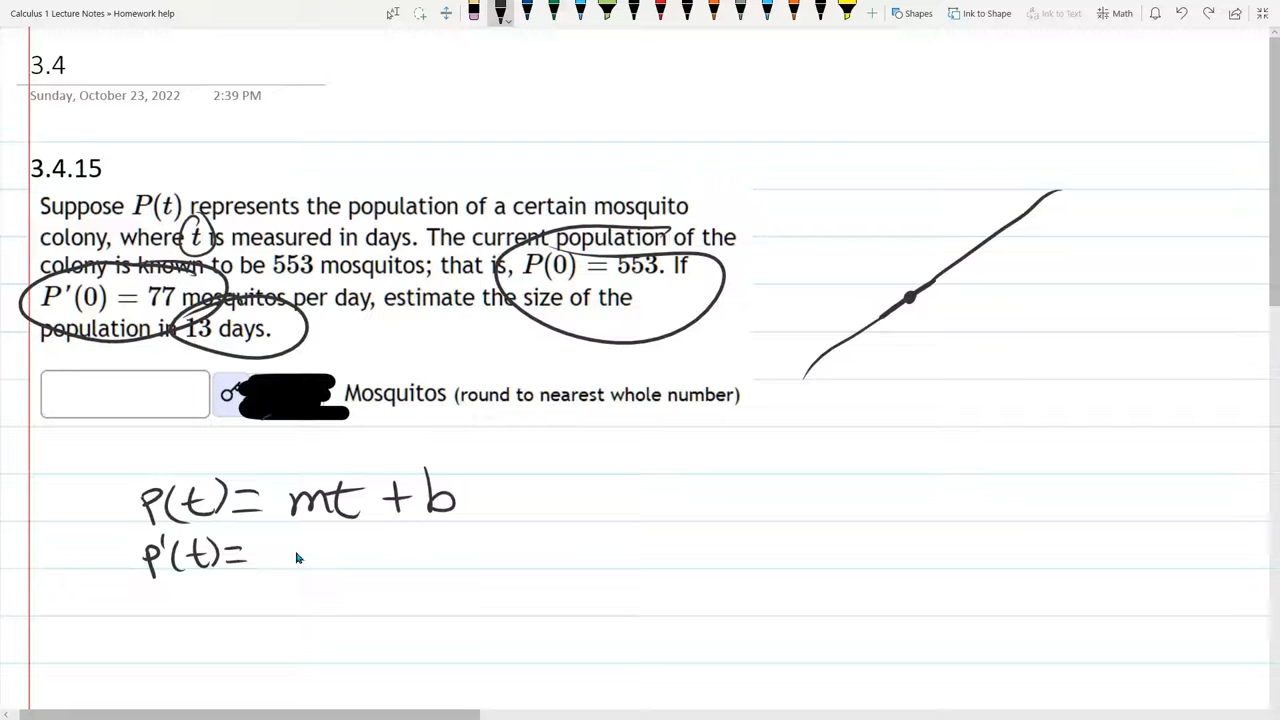 Calculus 1 Lecture Notes » Homework help
Shapes Ink to Shape Ink to Text Math
3.4
Sunday, October 23, 2022 2:39 PM
3.4.15
Suppose P(t) represents the population of a certain mosquito
colony, where t is measured in days. The current population of the
colony is known to be 553 mosquitos; that is, P(0) = 553. If
P'(0) = 77 mosquitos per day, estimate the size of the
population in 13 days.
Mosquitos (round to nearest whole number)
P(t) = mt + b
P'(t) =